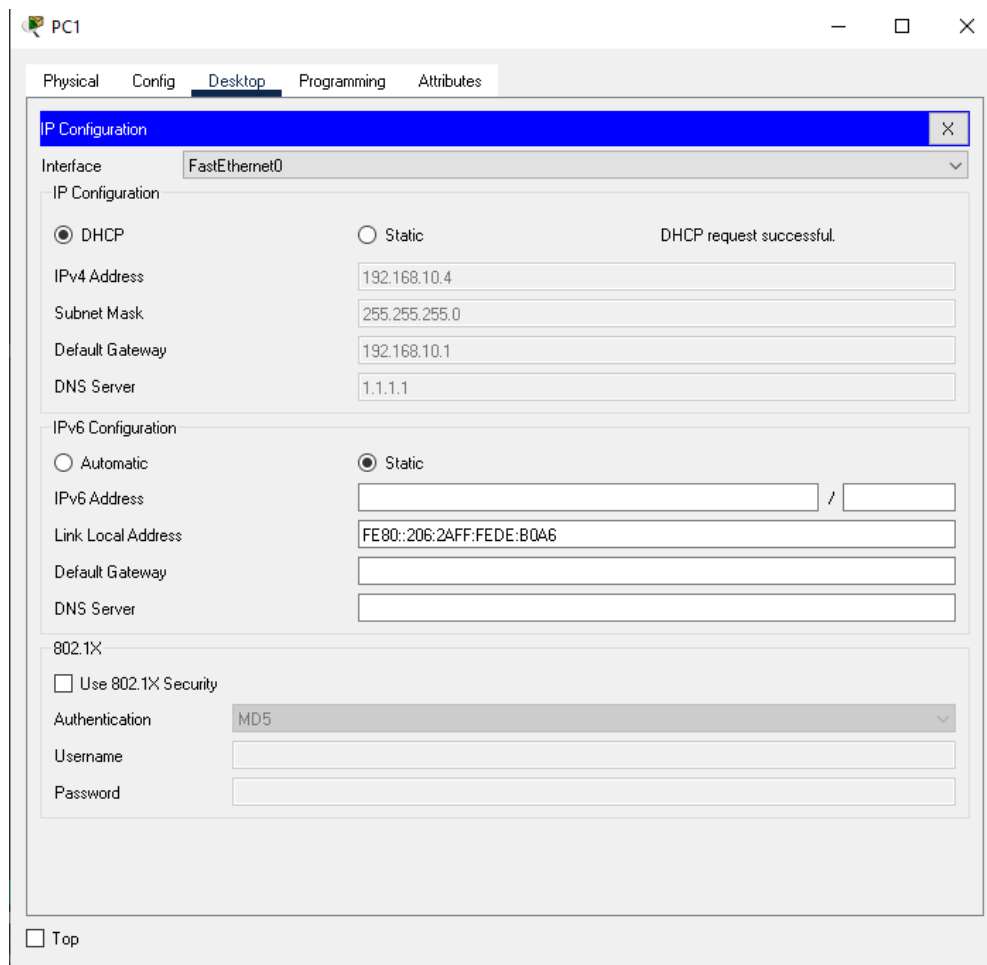 PC1
Physical Config Desktop Programming Attributes
IP Configuration X
Interface FastEthernet0
IP Configuration
DHCP Static DHCP request successful.
IPv4 Address 192.168.10.4
Subnet Mask 255.255.255.0
Default Gateway 192.168.10.1
DNS Server 1.1.1.1
IPv6 Configuration
Automatic Static
IPv6 Address /
Link Local Address FE80::206:2AFF:FEDE:B0A6
Default Gateway
DNS Server
802.1X
Use 802.1X Security
Authentication MD5
Username
Password
Top